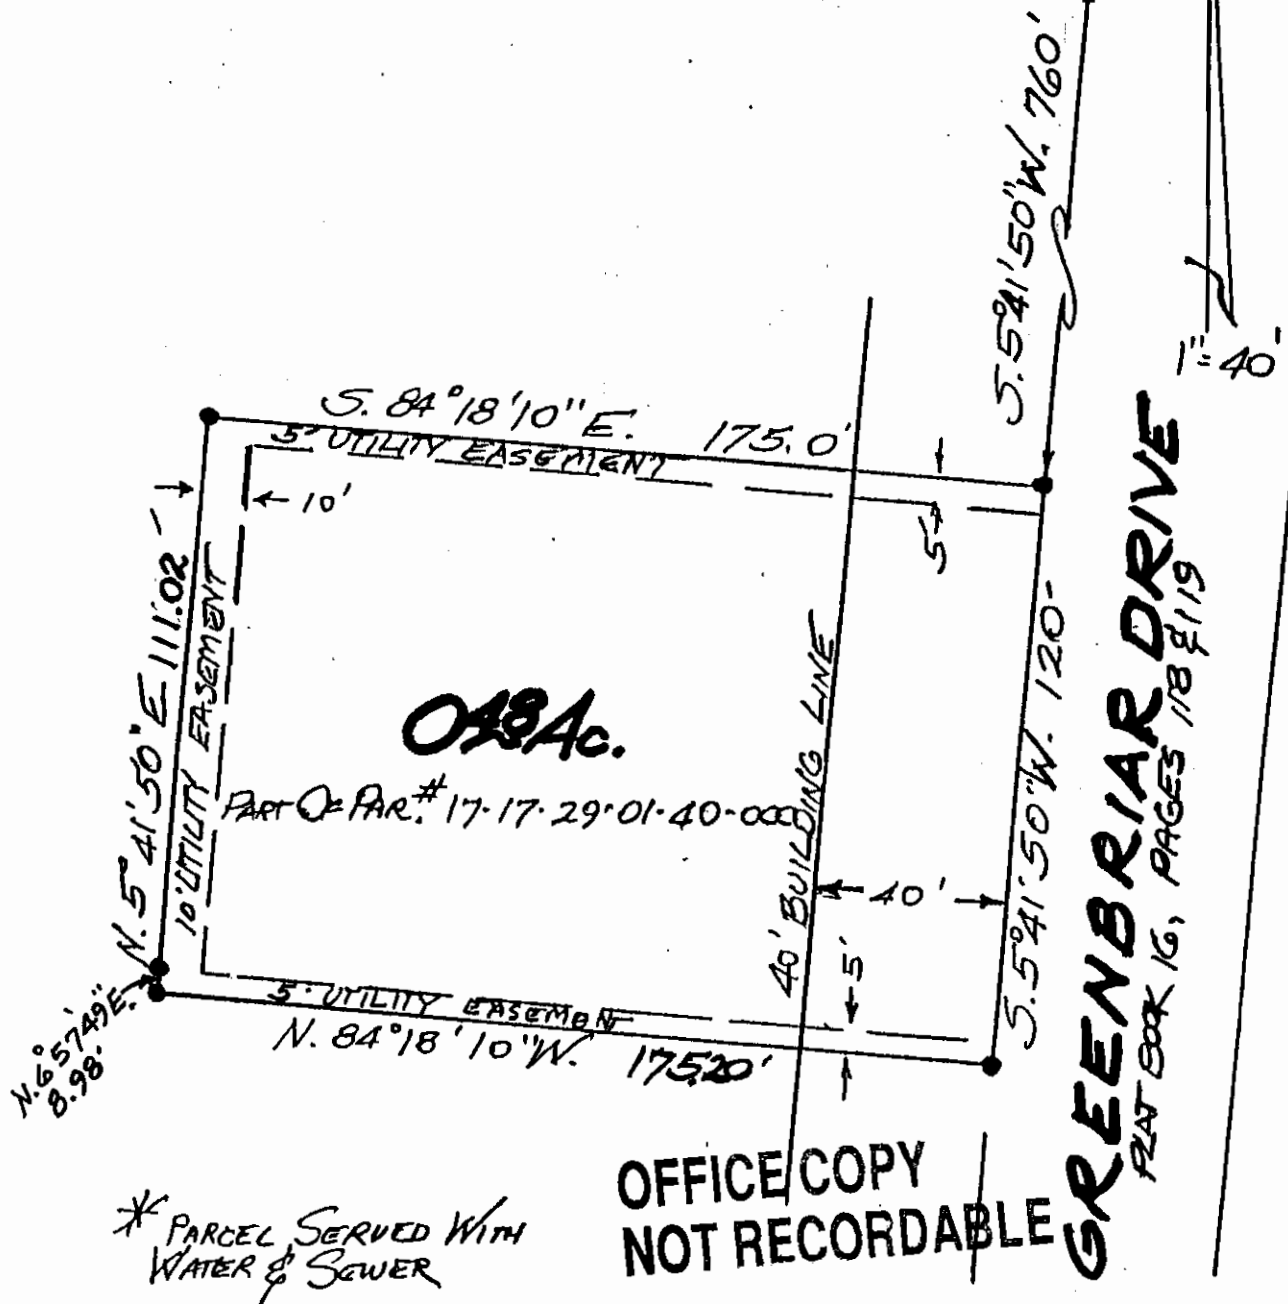 S. 5°41'50"W. 760'
1"=40'
S. 84°18'10" E. 175.0'
5' UTILITY EASEMENT
10'
5'
N. 5°41'50" E 111.02'
10' UTILITY EASEMENT
0.48 Ac.
PART OF PAR.# 17-17-29-01-40-000
40' BUILDING LINE
40'
S. 5°41'50"W. 120'
GREENBRIAR DRIVE
PLAT BOOK 16, PAGES 118 & 119
5'
5' UTILITY EASEMENT
N. 84°18'10"W. 175.20'
N. 6°57'49"E.
8.98'
OFFICE COPY
NOT RECORDABLE
* PARCEL SERVED WITH
WATER & SEWER